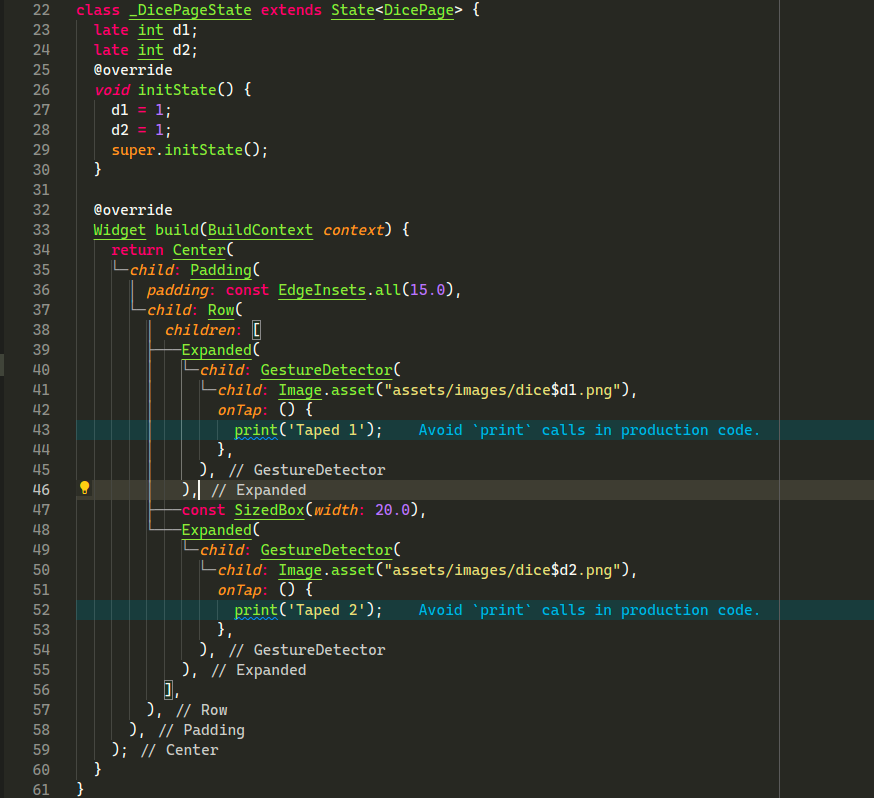 22 class _DicePageState extends State<DicePage> {
23 late int d1;
24 late int d2;
25 @override
26 void initState() {
27 d1 = 1;
28 d2 = 1;
29 super.initState();
30 }
31
32 @override
33 Widget build(BuildContext context) {
34 return Center(
35 child: Padding(
36 padding: const EdgeInsets.all(15.0),
37 child: Row(
38 children: [
39 Expanded(
40 child: GestureDetector(
41 child: Image.asset("assets/images/dice$d1.png"),
42 onTap: () {
43 print('Taped 1'); Avoid `print` calls in production code.
44 },
45 ), // GestureDetector
46 ), // Expanded
47 const SizedBox(width: 20.0),
48 Expanded(
49 child: GestureDetector(
50 child: Image.asset("assets/images/dice$d2.png"),
51 onTap: () {
52 print('Taped 2'); Avoid `print` calls in production code.
53 },
54 ), // GestureDetector
55 ), // Expanded
56 ],
57 ), // Row
58 ), // Padding
59 ); // Center
60 }
61 }